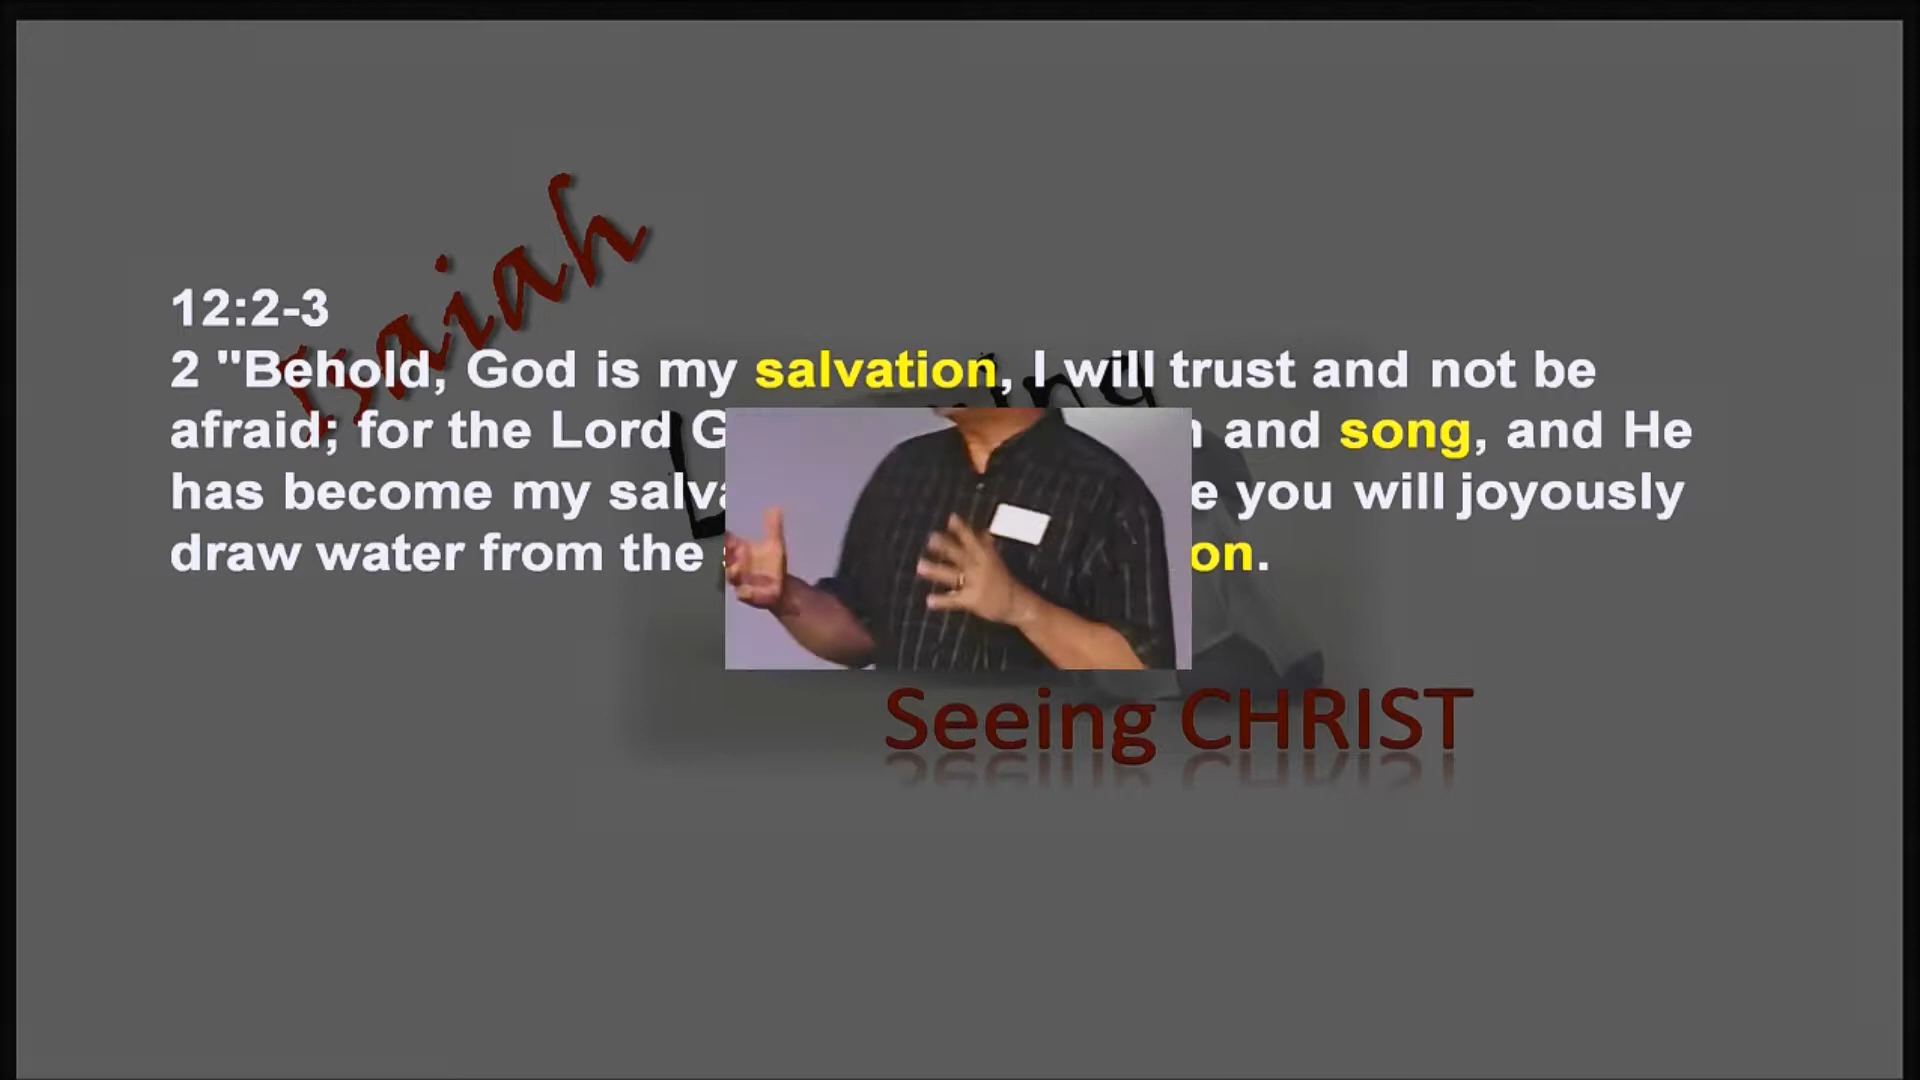 Isaiah
12:2-3
2 "Behold, God is my salvation, I will trust and not be
afraid; for the Lord G and song, and He
has become my salva you will joyously
draw water from the on.
Seeing CHRIST